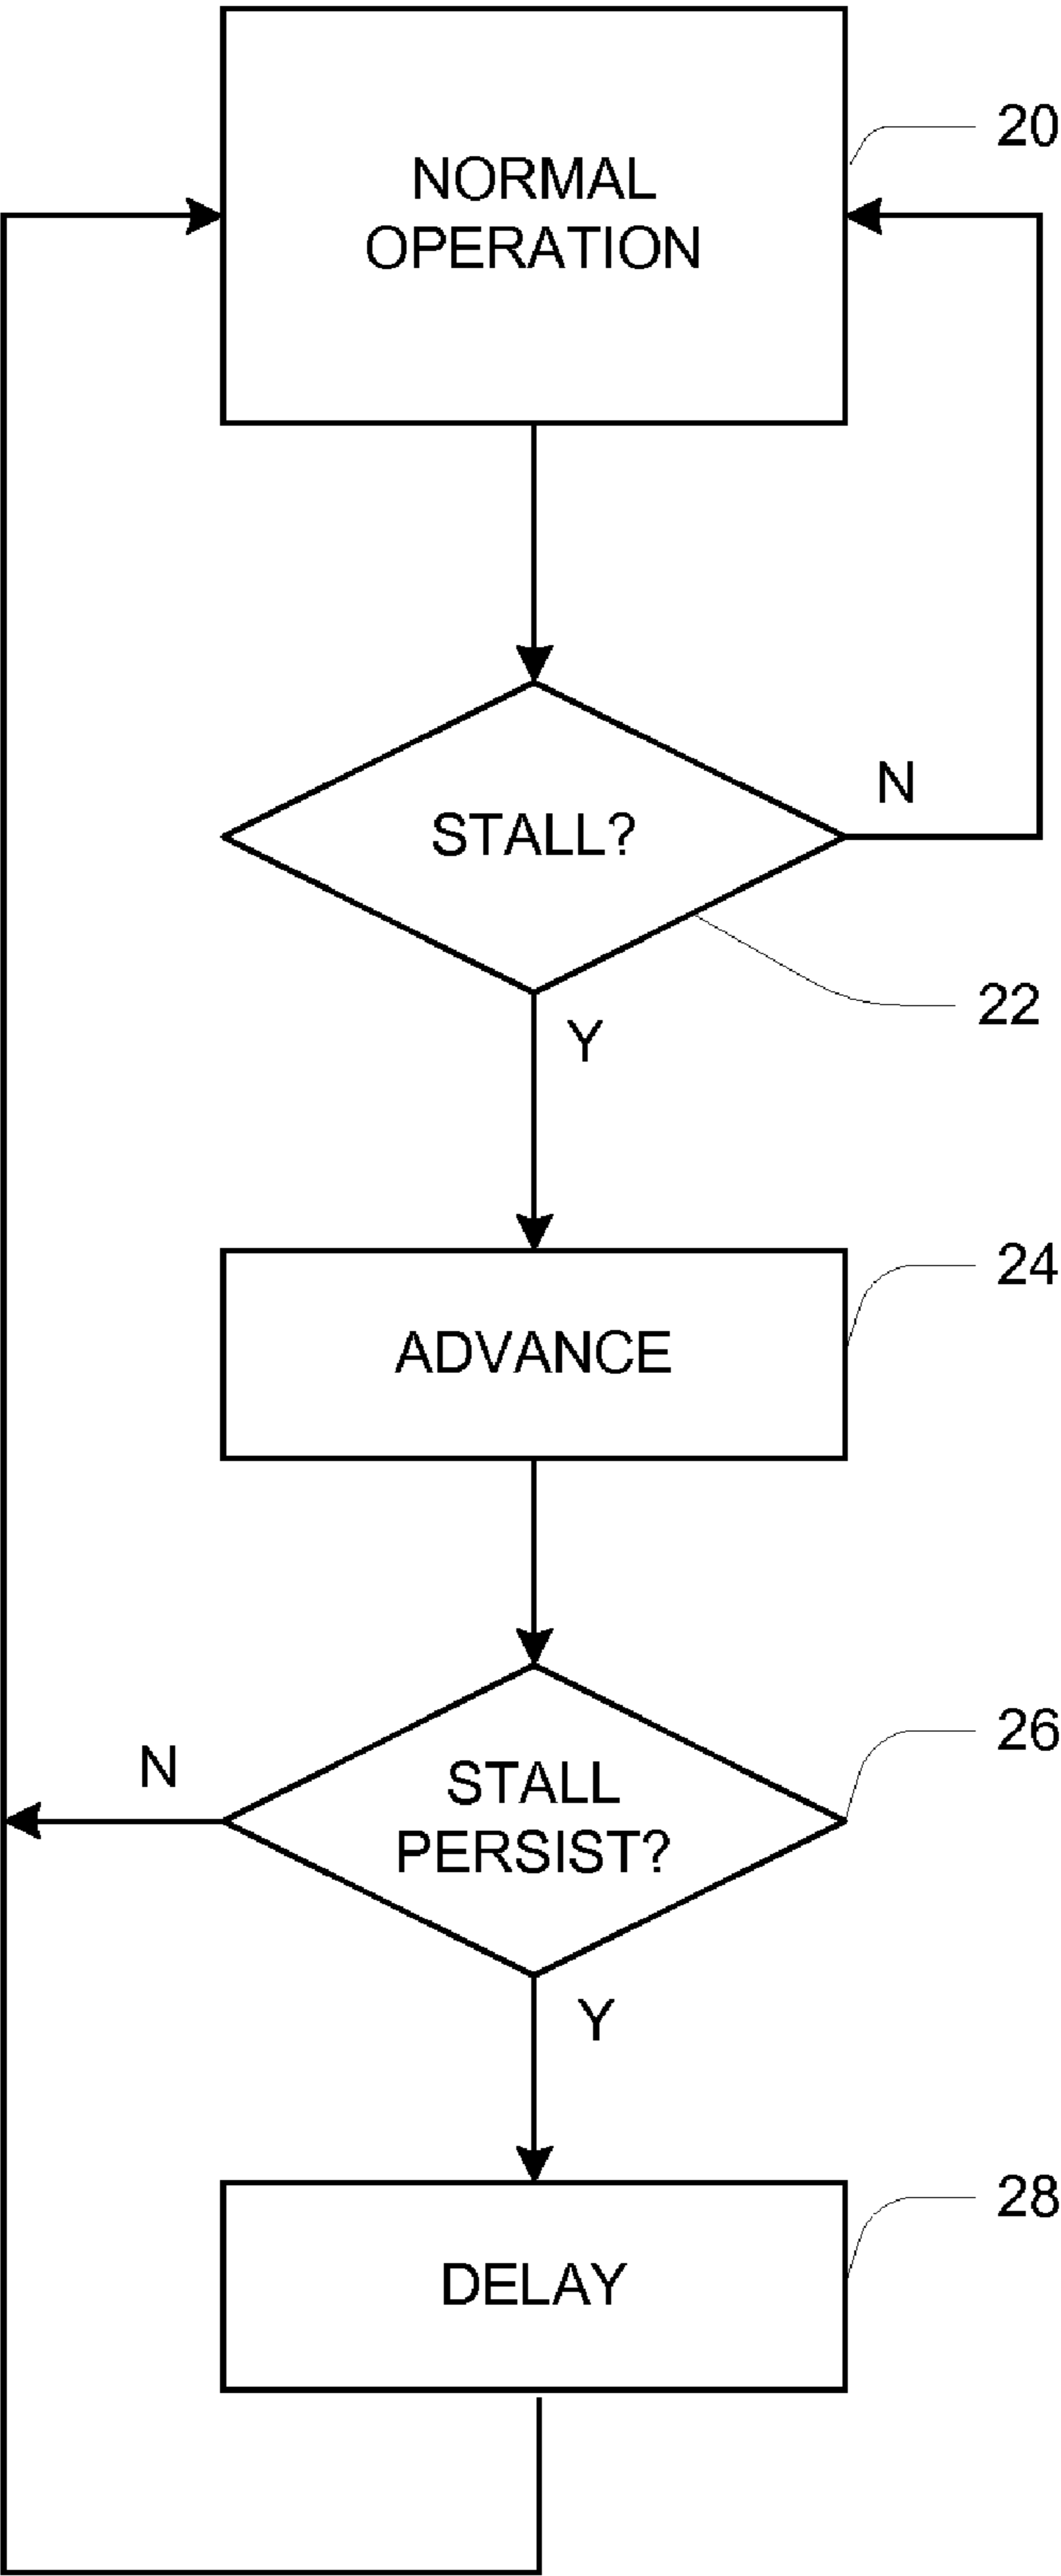 20
NORMAL
OPERATION
N
STALL?
22
Y
24
ADVANCE
26
N
STALL
PERSIST?
Y
28
DELAY